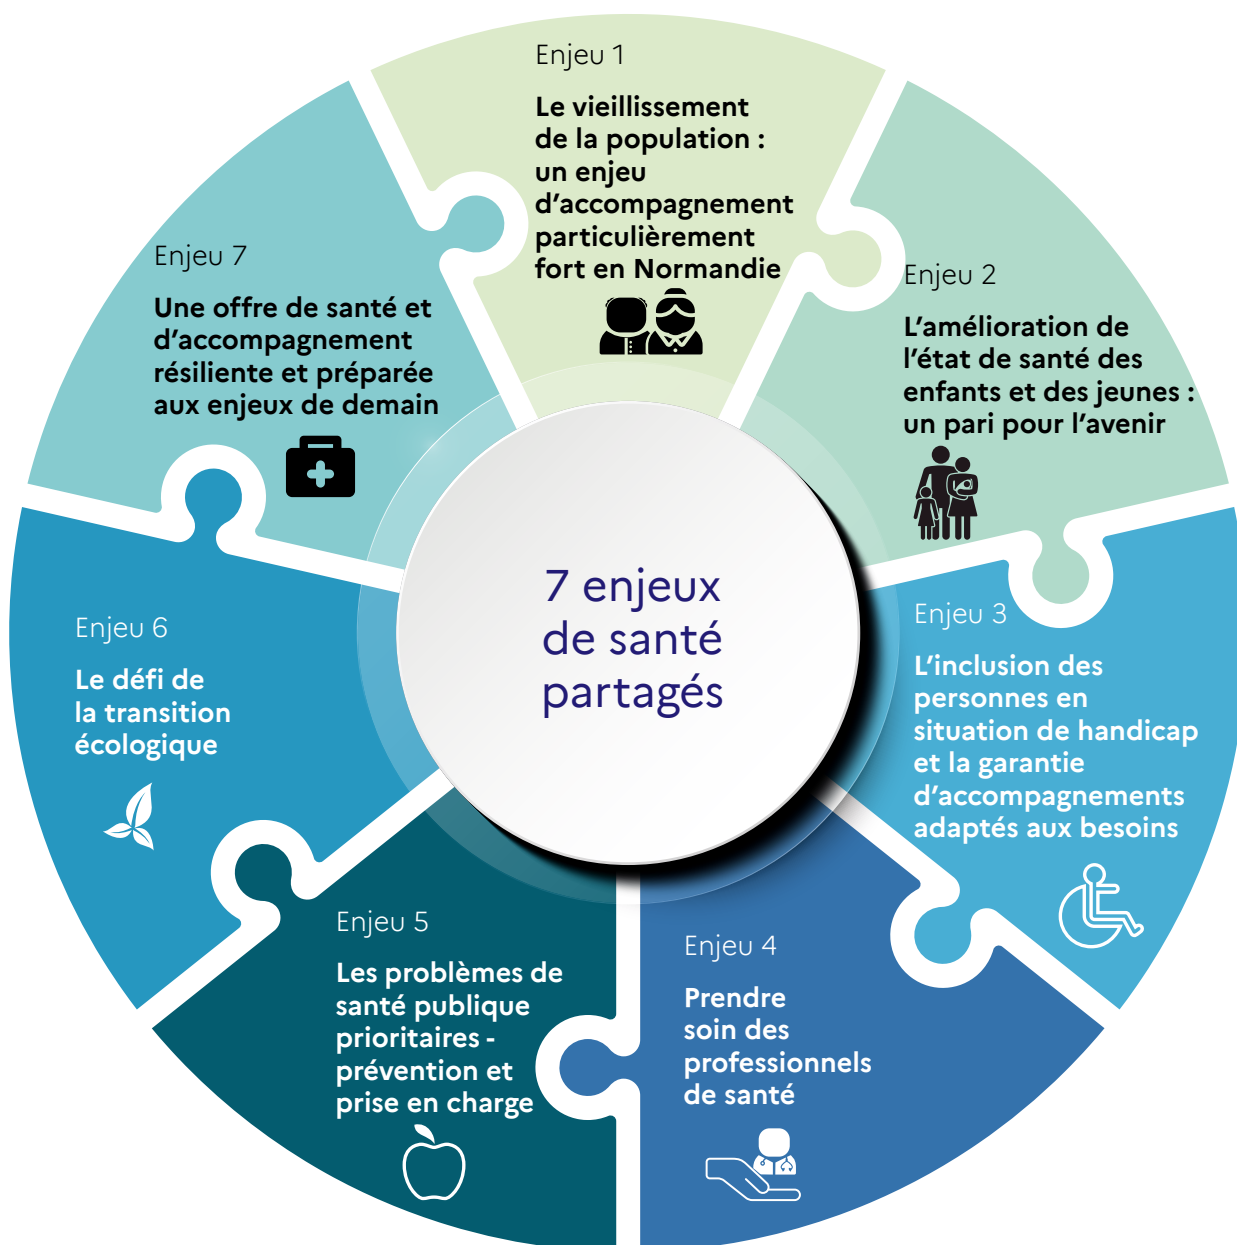 Enjeu 1
Le vieillissement
de la population :
un enjeu
d’accompagnement
particulièrement
fort en Normandie
Enjeu 2
L’amélioration de
l’état de santé des
enfants et des jeunes :
un pari pour l’avenir
Enjeu 3
L’inclusion des
personnes en
situation de handicap
et la garantie
d’accompagnements
adaptés aux besoins
Enjeu 4
Prendre
soin des
professionnels
de santé
Enjeu 5
Les problèmes de
santé publique
prioritaires -
prévention et
prise en charge
Enjeu 6
Le défi de
la transition
écologique
Enjeu 7
Une offre de santé et
d’accompagnement
résiliente et préparée
aux enjeux de demain
7 enjeux
de santé
partagés